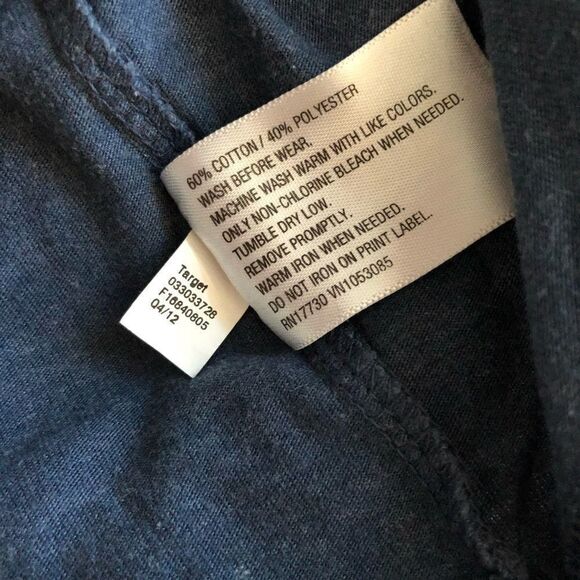 60% COTTON / 40% POLYESTER
WASH BEFORE WEAR.
MACHINE WASH WARM WITH LIKE COLORS.
ONLY NON-CHLORINE BLEACH WHEN NEEDED.
TUMBLE DRY LOW.
REMOVE PROMPTLY.
WARM IRON WHEN NEEDED.
DO NOT IRON ON PRINT LABEL.
RN17730 VN1053085
Target
033033728
F16840805
Q4/12